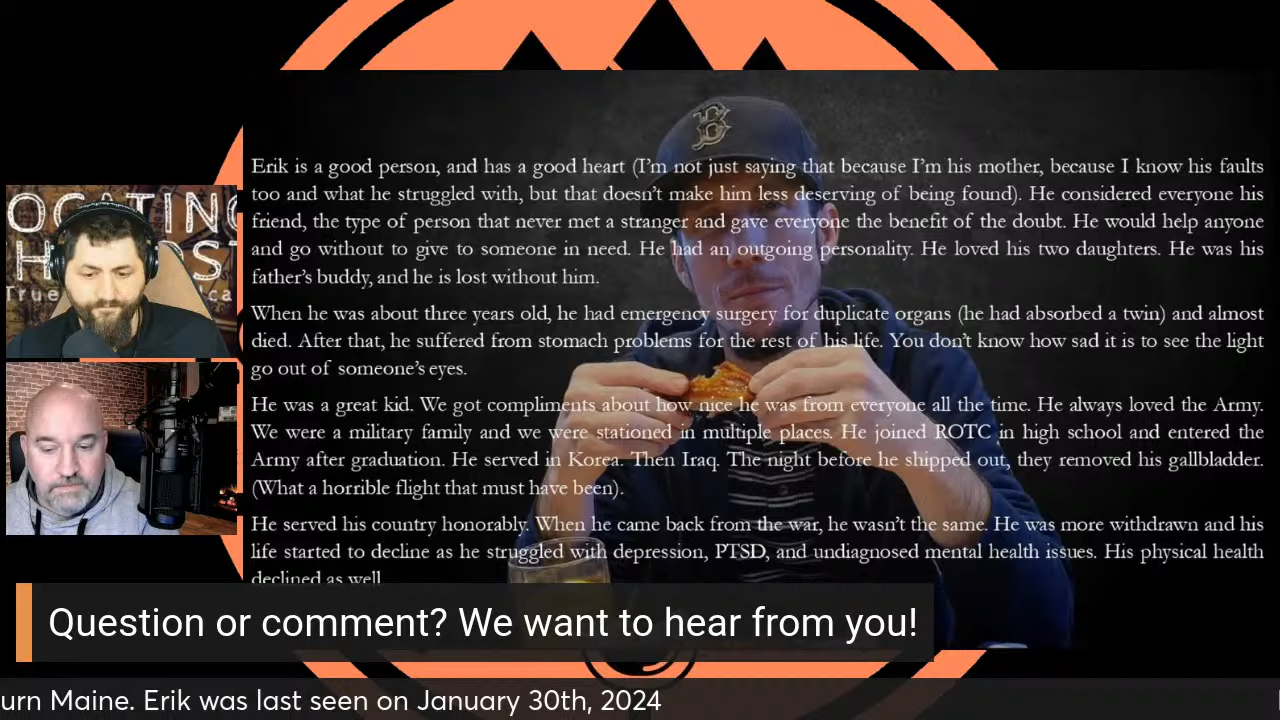 Erik is a good person, and has a good heart (I'm not just saying that because I'm his mother, because I know his faults
too and what he struggled with, but that doesn't make him less deserving of being found). He considered everyone his
friend, the type of person that never met a stranger and gave everyone the benefit of the doubt. He would help anyone
and go without to give to someone in need. He had an outgoing personality. He loved his two daughters. He was his
father's buddy, and he is lost without him.
When he was about three years old, he had emergency surgery for duplicate organs (he had absorbed a twin) and almost
died. After that, he suffered from stomach problems for the rest of his life. You don't know how sad it is to see the light
go out of someone's eyes.
He was a great kid. We got compliments about how nice he was from everyone all the time. He always loved the Army.
We were a military family and we were stationed in multiple places. He joined ROTC in high school and entered the
Army after graduation. He served in Korea. Then Iraq. The night before he shipped out, they removed his gallbladder.
(What a horrible flight that must have been).
He served his country honorably. When he came back from the war, he wasn't the same. He was more withdrawn and his
life started to decline as he struggled with depression, PTSD, and undiagnosed mental health issues. His physical health
declined as well.
B
OCATING
H
OST
True
ca
Question or comment? We want to hear from you!
urn Maine. Erik was last seen on January 30th, 2024